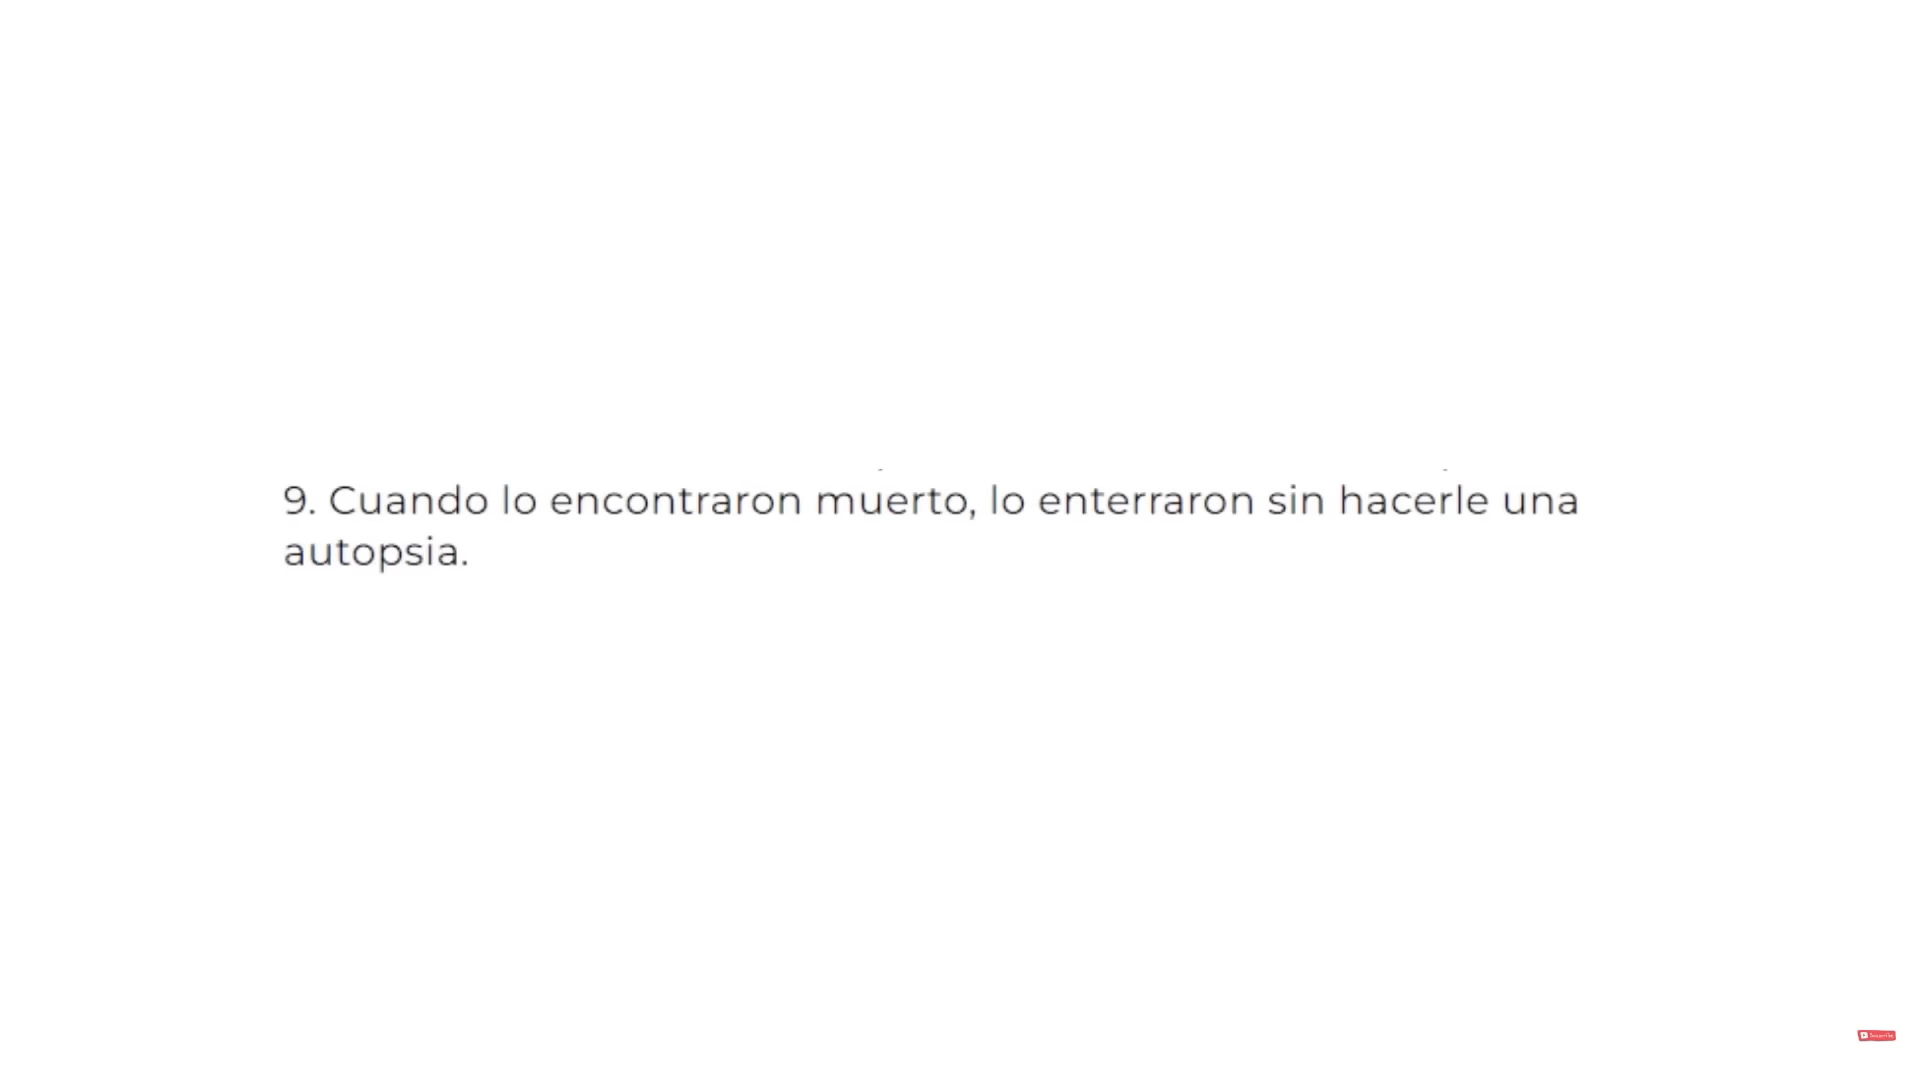 9. Cuando lo encontraron muerto, lo enterraron sin hacerle una
autopsia.